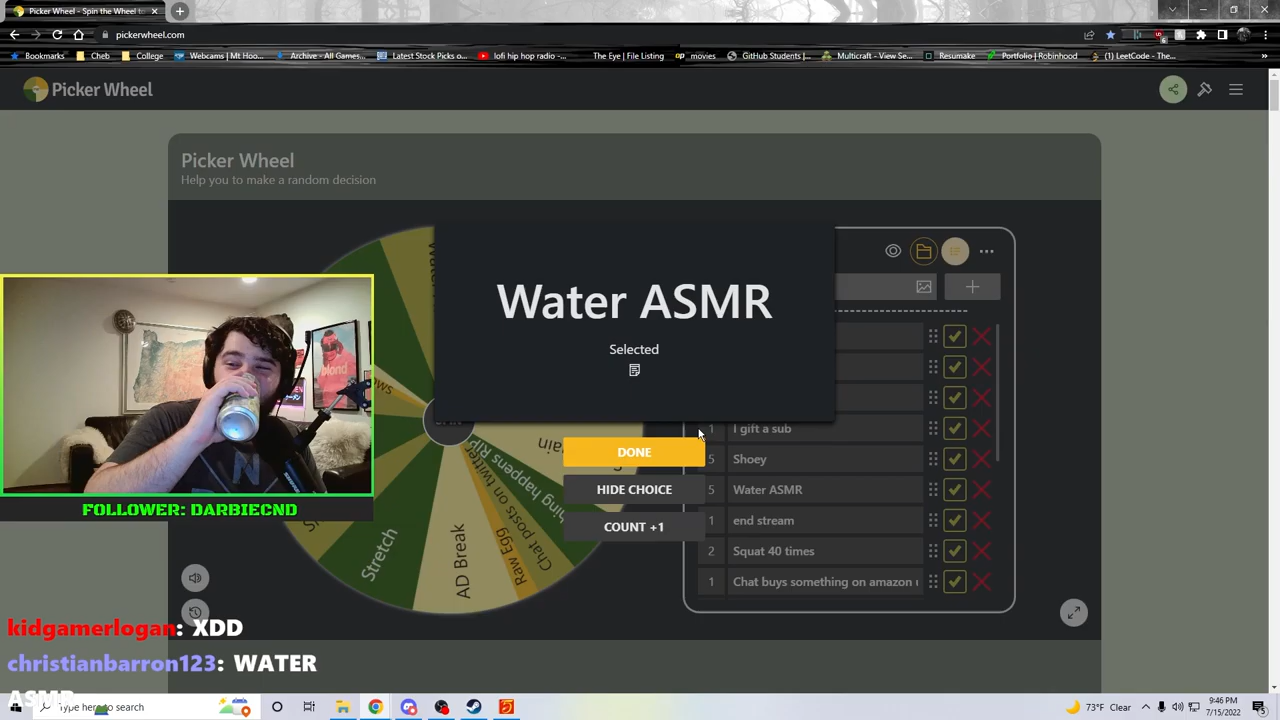 Picker Wheel - Spin the Wheel t
pickerwheel.com
Bookmarks
Cheb
College
Webcams | Mt Hoo...
Archive - All Games...
Latest Stock Picks o...
lofi hip hop radio -...
The Eye | File Listing
op movies
GitHub Students |...
Multicraft - View Se...
Resumake
Portfolio | Robinhood
(1) LeetCode - The...
Picker Wheel
Picker Wheel
Help you to make a random decision
Water ASMR
Selected
DONE
HIDE CHOICE
COUNT +1
1 I gift a sub
5 Shoey
5 Water ASMR
1 end stream
2 Squat 40 times
1 Chat buys something on amazon
Chat posts on twitter
Raw Egg
AD Break
Stretch
blond
FOLLOWER: DARBIECND
kidgamerlogan: XDD
christianbarron123: WATER
ASMR
Type here to search
73°F Clear
9:46 PM
7/15/2022
5